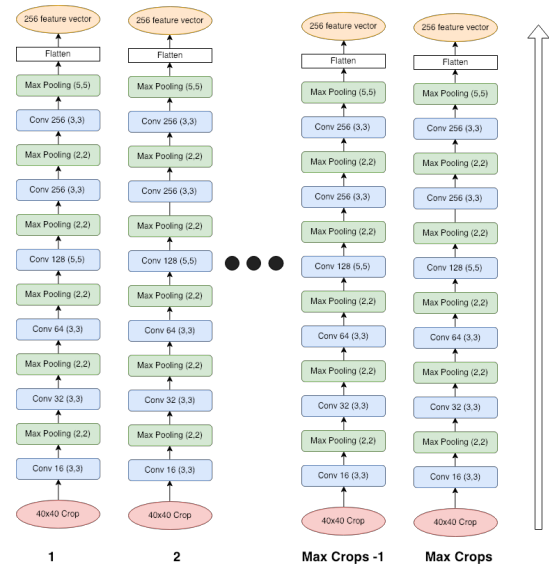 256 feature vector
Flatten
Max Pooling (5,5)
Conv 256 (3,3)
Max Pooling (2,2)
Conv 256 (3,3)
Max Pooling (2,2)
Conv 128 (5,5)
Max Pooling (2,2)
Conv 64 (3,3)
Max Pooling (2,2)
Conv 32 (3,3)
Max Pooling (2,2)
Conv 16 (3,3)
40x40 Crop
1
256 feature vector
Flatten
Max Pooling (5,5)
Conv 256 (3,3)
Max Pooling (2,2)
Conv 256 (3,3)
Max Pooling (2,2)
Conv 128 (5,5)
Max Pooling (2,2)
Conv 64 (3,3)
Max Pooling (2,2)
Conv 32 (3,3)
Max Pooling (2,2)
Conv 16 (3,3)
40x40 Crop
2
256 feature vector
Flatten
Max Pooling (5,5)
Conv 256 (3,3)
Max Pooling (2,2)
Conv 256 (3,3)
Max Pooling (2,2)
Conv 128 (5,5)
Max Pooling (2,2)
Conv 64 (3,3)
Max Pooling (2,2)
Conv 32 (3,3)
Max Pooling (2,2)
Conv 16 (3,3)
40x40 Crop
Max Crops -1
256 feature vector
Flatten
Max Pooling (5,5)
Conv 256 (3,3)
Max Pooling (2,2)
Conv 256 (3,3)
Max Pooling (2,2)
Conv 128 (5,5)
Max Pooling (2,2)
Conv 64 (3,3)
Max Pooling (2,2)
Conv 32 (3,3)
Max Pooling (2,2)
Conv 16 (3,3)
40x40 Crop
Max Crops